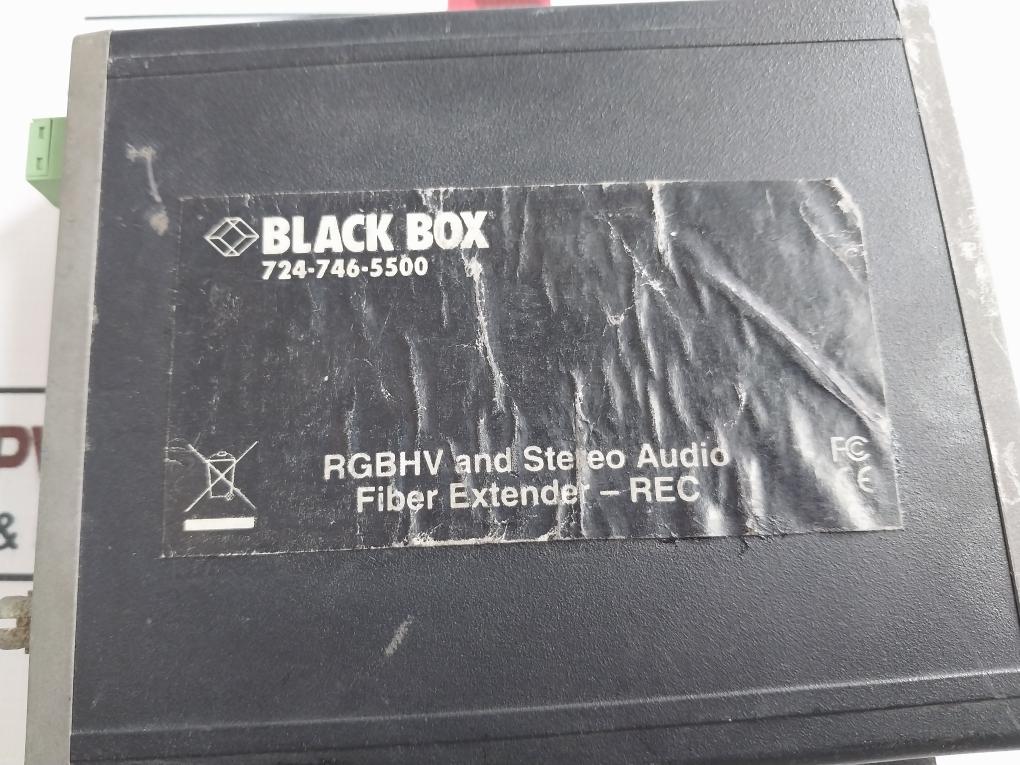 BLACK BOX
724-746-5500
RGBHV and Stereo Audio
Fiber Extender – REC
FC
CE
&